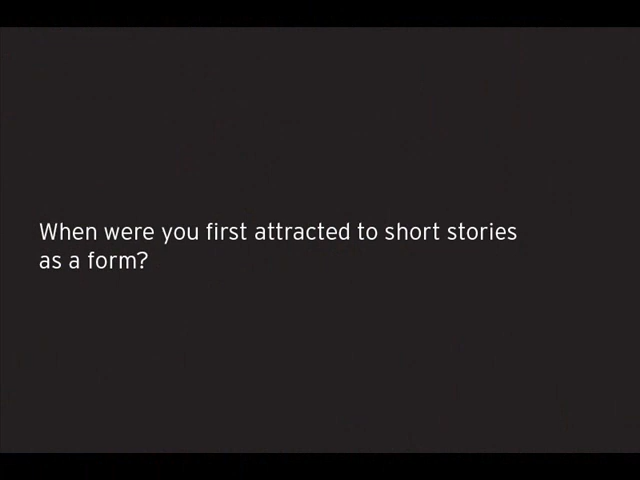 When were you first attracted to short stories
as a form?